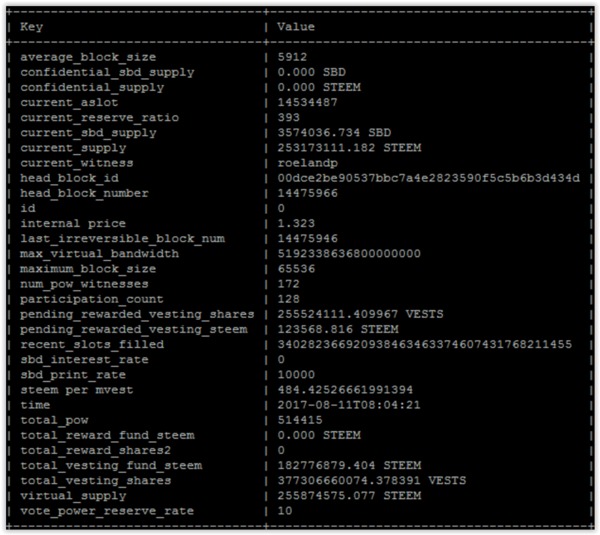 Key | Value
average_block_size | 5912
confidential_sbd_supply | 0.000 SBD
confidential_supply | 0.000 STEEM
current_aslot | 14534487
current_reserve_ratio | 393
current_sbd_supply | 3574036.734 SBD
current_supply | 253173111.182 STEEM
current_witness | roelandp
head_block_id | 00dce2be90537bbc7a4e2823590f5c5b6b3d434d
head_block_number | 14475966
id | 0
internal price | 1.323
last_irreversible_block_num | 14475946
max_virtual_bandwidth | 5192338636800000000
maximum_block_size | 65536
num_pow_witnesses | 172
participation_count | 128
pending_rewarded_vesting_shares | 255524111.409967 VESTS
pending_rewarded_vesting_steem | 123568.816 STEEM
recent_slots_filled | 340282366920938463463374607431768211455
sbd_interest_rate | 0
sbd_print_rate | 10000
steem per mvest | 484.42526661991394
time | 2017-08-11T08:04:21
total_pow | 514415
total_reward_fund_steem | 0.000 STEEM
total_reward_shares2 | 0
total_vesting_fund_steem | 182776879.404 STEEM
total_vesting_shares | 377306660074.378391 VESTS
virtual_supply | 255874575.077 STEEM
vote_power_reserve_rate | 10